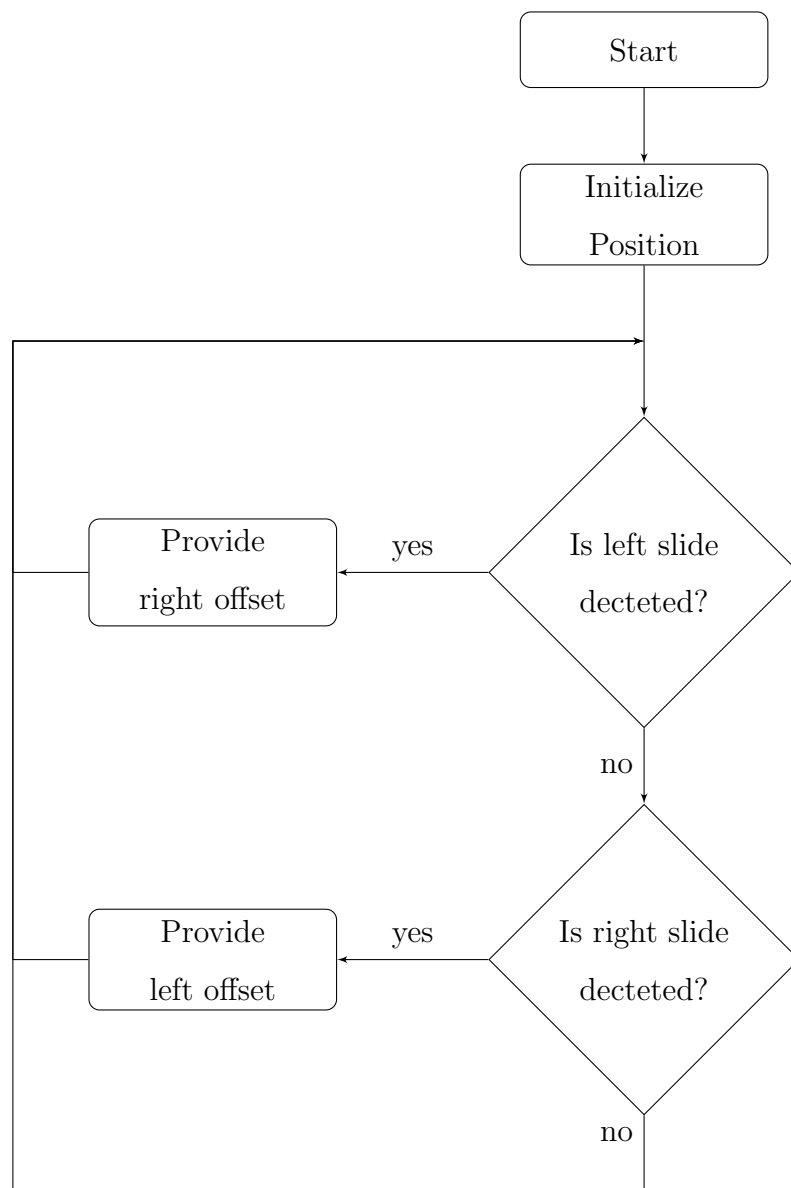 Start
Initialize
Position
Is left slide
decteted?
yes
Provide
right offset
no
Is right slide
decteted?
yes
Provide
left offset
no